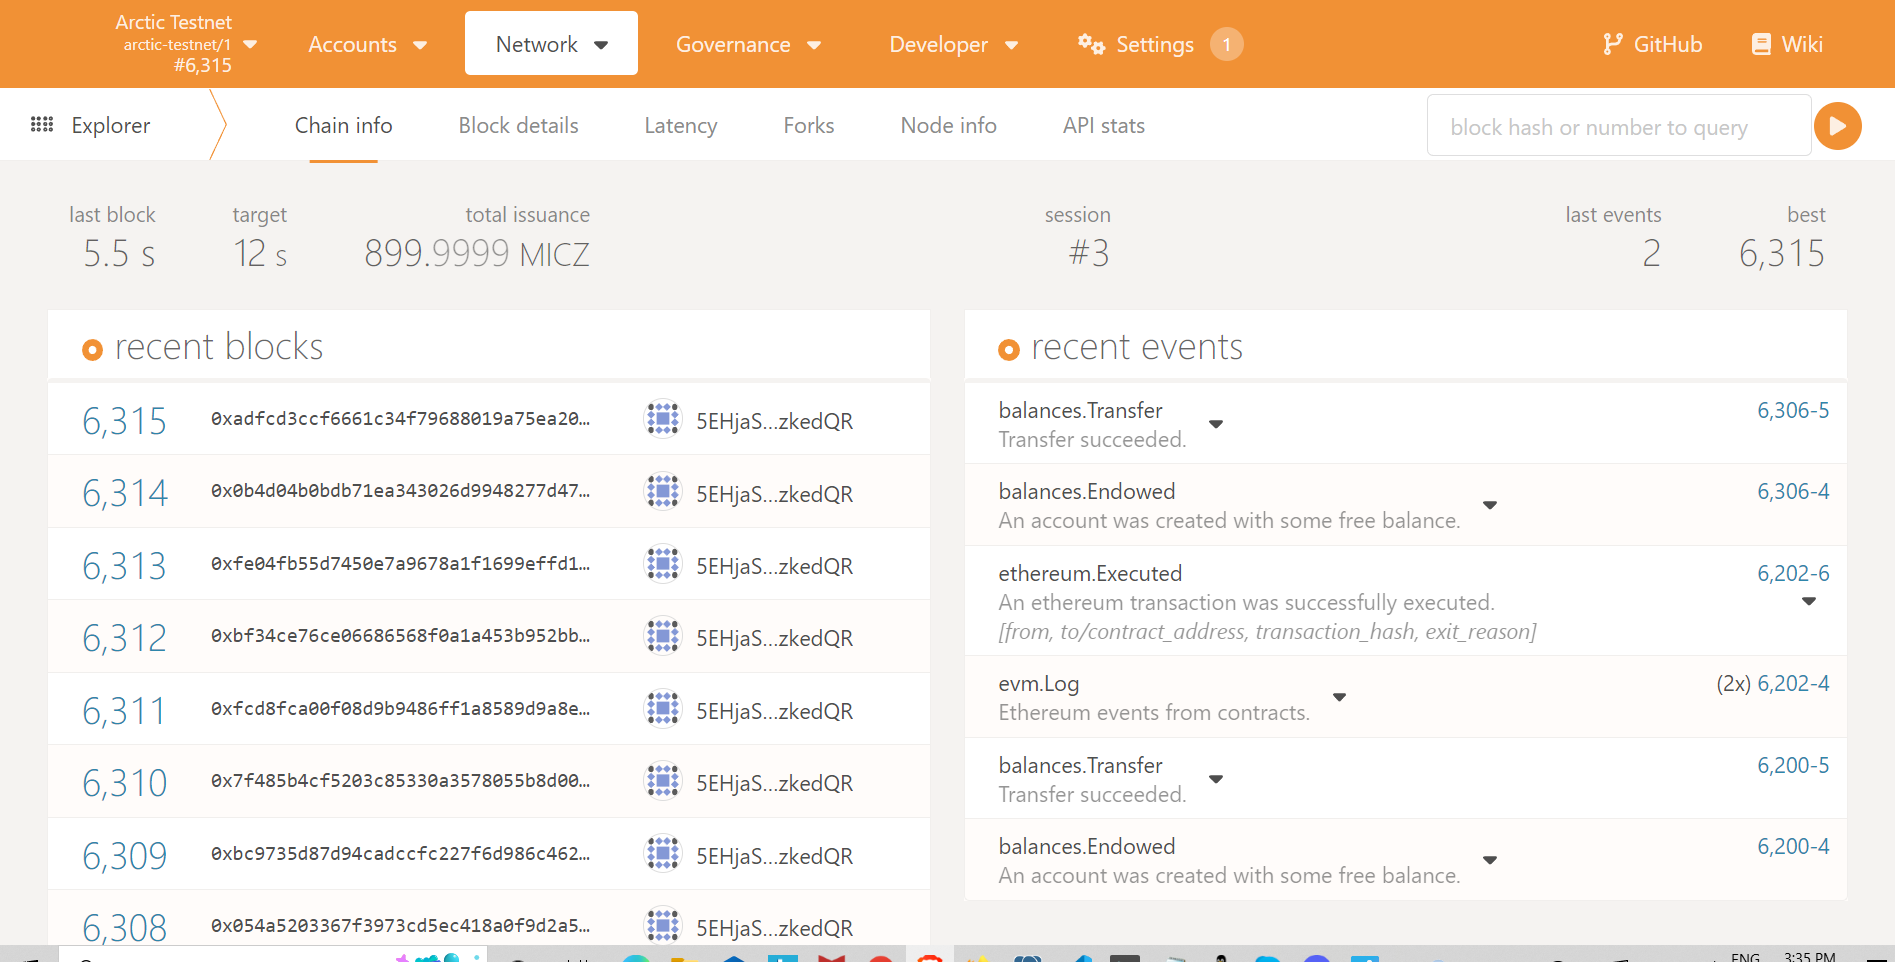 Arctic Testnet
arctic-testnet/1
#6,315
Accounts
Network
Governance
Developer
Settings 1
GitHub
Wiki
Explorer
Chain info
Block details
Latency
Forks
Node info
API stats
block hash or number to query
last block
5.5 s
target
12 s
total issuance
899.9999 MICZ
session
#3
last events
2
best
6,315
recent blocks
6,315 0xadfcd3ccf6661c34f79688019a75ea20… 5EHjaS…zkedQR
6,314 0x0b4d04b0bdb71ea343026d9948277d47… 5EHjaS…zkedQR
6,313 0xfe04fb55d7450e7a9678a1f1699effd1… 5EHjaS…zkedQR
6,312 0xbf34ce76ce06686568f0a1a453b952bb… 5EHjaS…zkedQR
6,311 0xfcd8fca00f08d9b9486ff1a8589d9a8e… 5EHjaS…zkedQR
6,310 0x7f485b4cf5203c85330a3578055b8d00… 5EHjaS…zkedQR
6,309 0xbc9735d87d94cadccfc227f6d986c462… 5EHjaS…zkedQR
6,308 0x054a5203367f3973cd5ec418a0f9d2a5… 5EHjaS…zkedQR
recent events
balances.Transfer 6,306-5
Transfer succeeded.
balances.Endowed 6,306-4
An account was created with some free balance.
ethereum.Executed 6,202-6
An ethereum transaction was successfully executed.
[from, to/contract_address, transaction_hash, exit_reason]
evm.Log (2x) 6,202-4
Ethereum events from contracts.
balances.Transfer 6,200-5
Transfer succeeded.
balances.Endowed 6,200-4
An account was created with some free balance.
ENG 3:35 PM